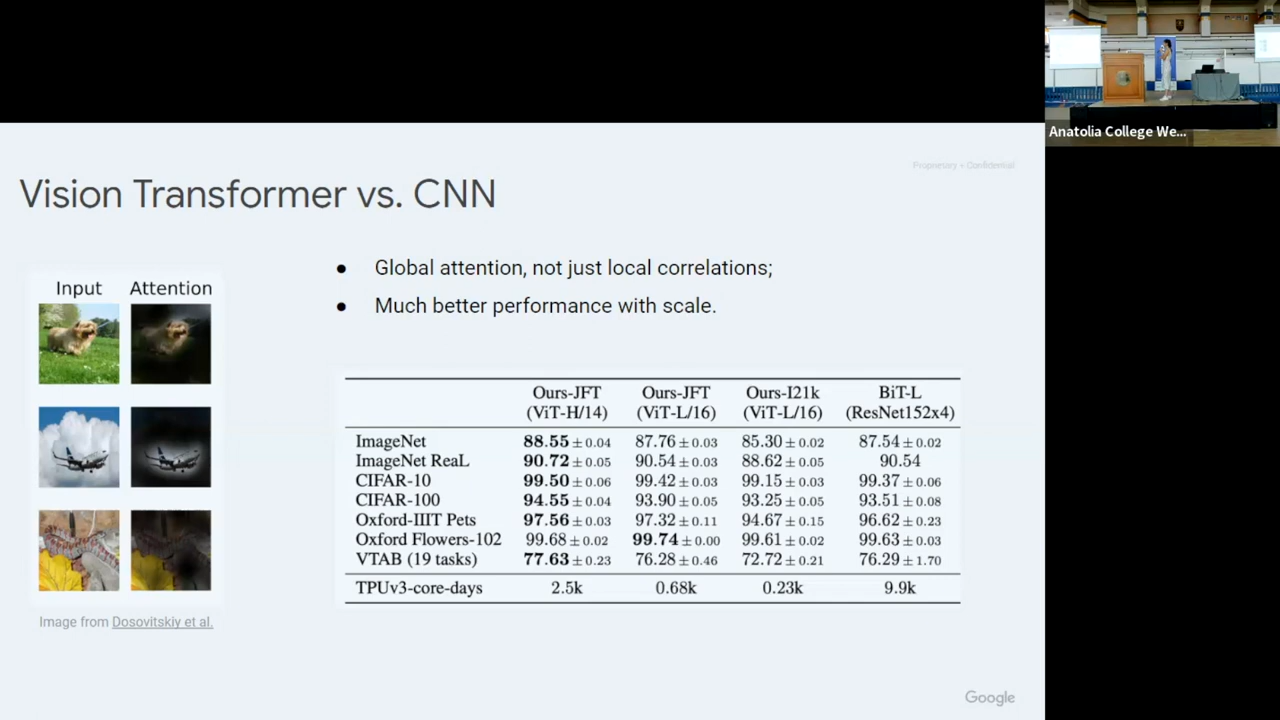 Anatolia College We...
Proprietary + Confidential
Vision Transformer vs. CNN
● Global attention, not just local correlations;
● Much better performance with scale.
Input Attention
Image from Dosovitskiy et al.
Ours-JFT Ours-JFT Ours-I21k BiT-L
(ViT-H/14) (ViT-L/16) (ViT-L/16) (ResNet152x4)
ImageNet 88.55 ± 0.04 87.76 ± 0.03 85.30 ± 0.02 87.54 ± 0.02
ImageNet ReaL 90.72 ± 0.05 90.54 ± 0.03 88.62 ± 0.05 90.54
CIFAR-10 99.50 ± 0.06 99.42 ± 0.03 99.15 ± 0.03 99.37 ± 0.06
CIFAR-100 94.55 ± 0.04 93.90 ± 0.05 93.25 ± 0.05 93.51 ± 0.08
Oxford-IIIT Pets 97.56 ± 0.03 97.32 ± 0.11 94.67 ± 0.15 96.62 ± 0.23
Oxford Flowers-102 99.68 ± 0.02 99.74 ± 0.00 99.61 ± 0.02 99.63 ± 0.03
VTAB (19 tasks) 77.63 ± 0.23 76.28 ± 0.46 72.72 ± 0.21 76.29 ± 1.70
TPUv3-core-days 2.5k 0.68k 0.23k 9.9k
Google